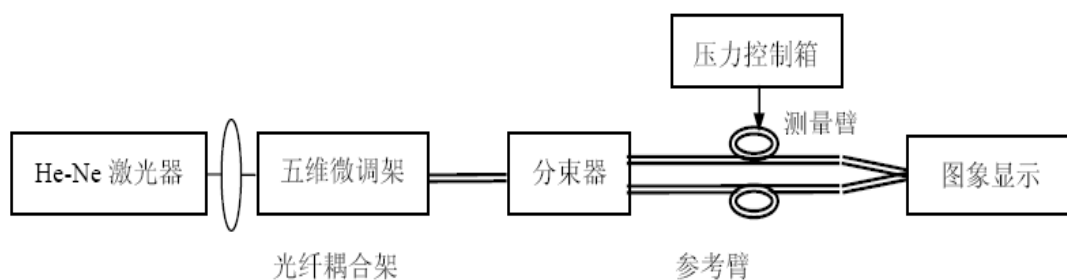 压力控制箱
测量臂
He-Ne 激光器
五维微调架
分束器
图象显示
光纤耦合架
参考臂